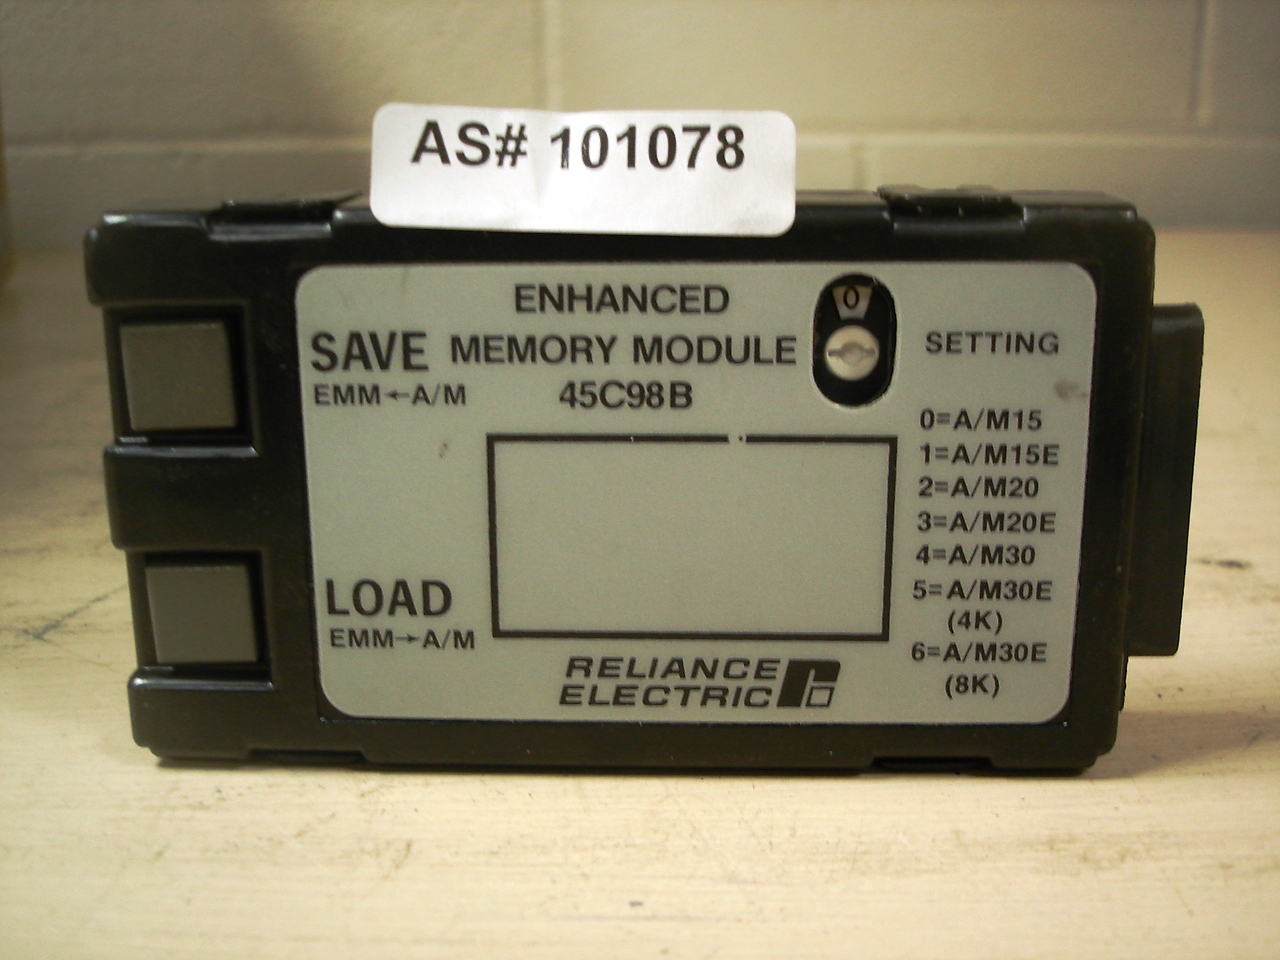 AS# 101078
ENHANCED
SAVE MEMORY MODULE
EMM←A/M 45C98B
0
SETTING
0=A/M15
1=A/M15E
2=A/M20
3=A/M20E
4=A/M30
5=A/M30E
(4K)
6=A/M30E
(8K)
LOAD
EMM→A/M
RELIANCE
ELECTRIC